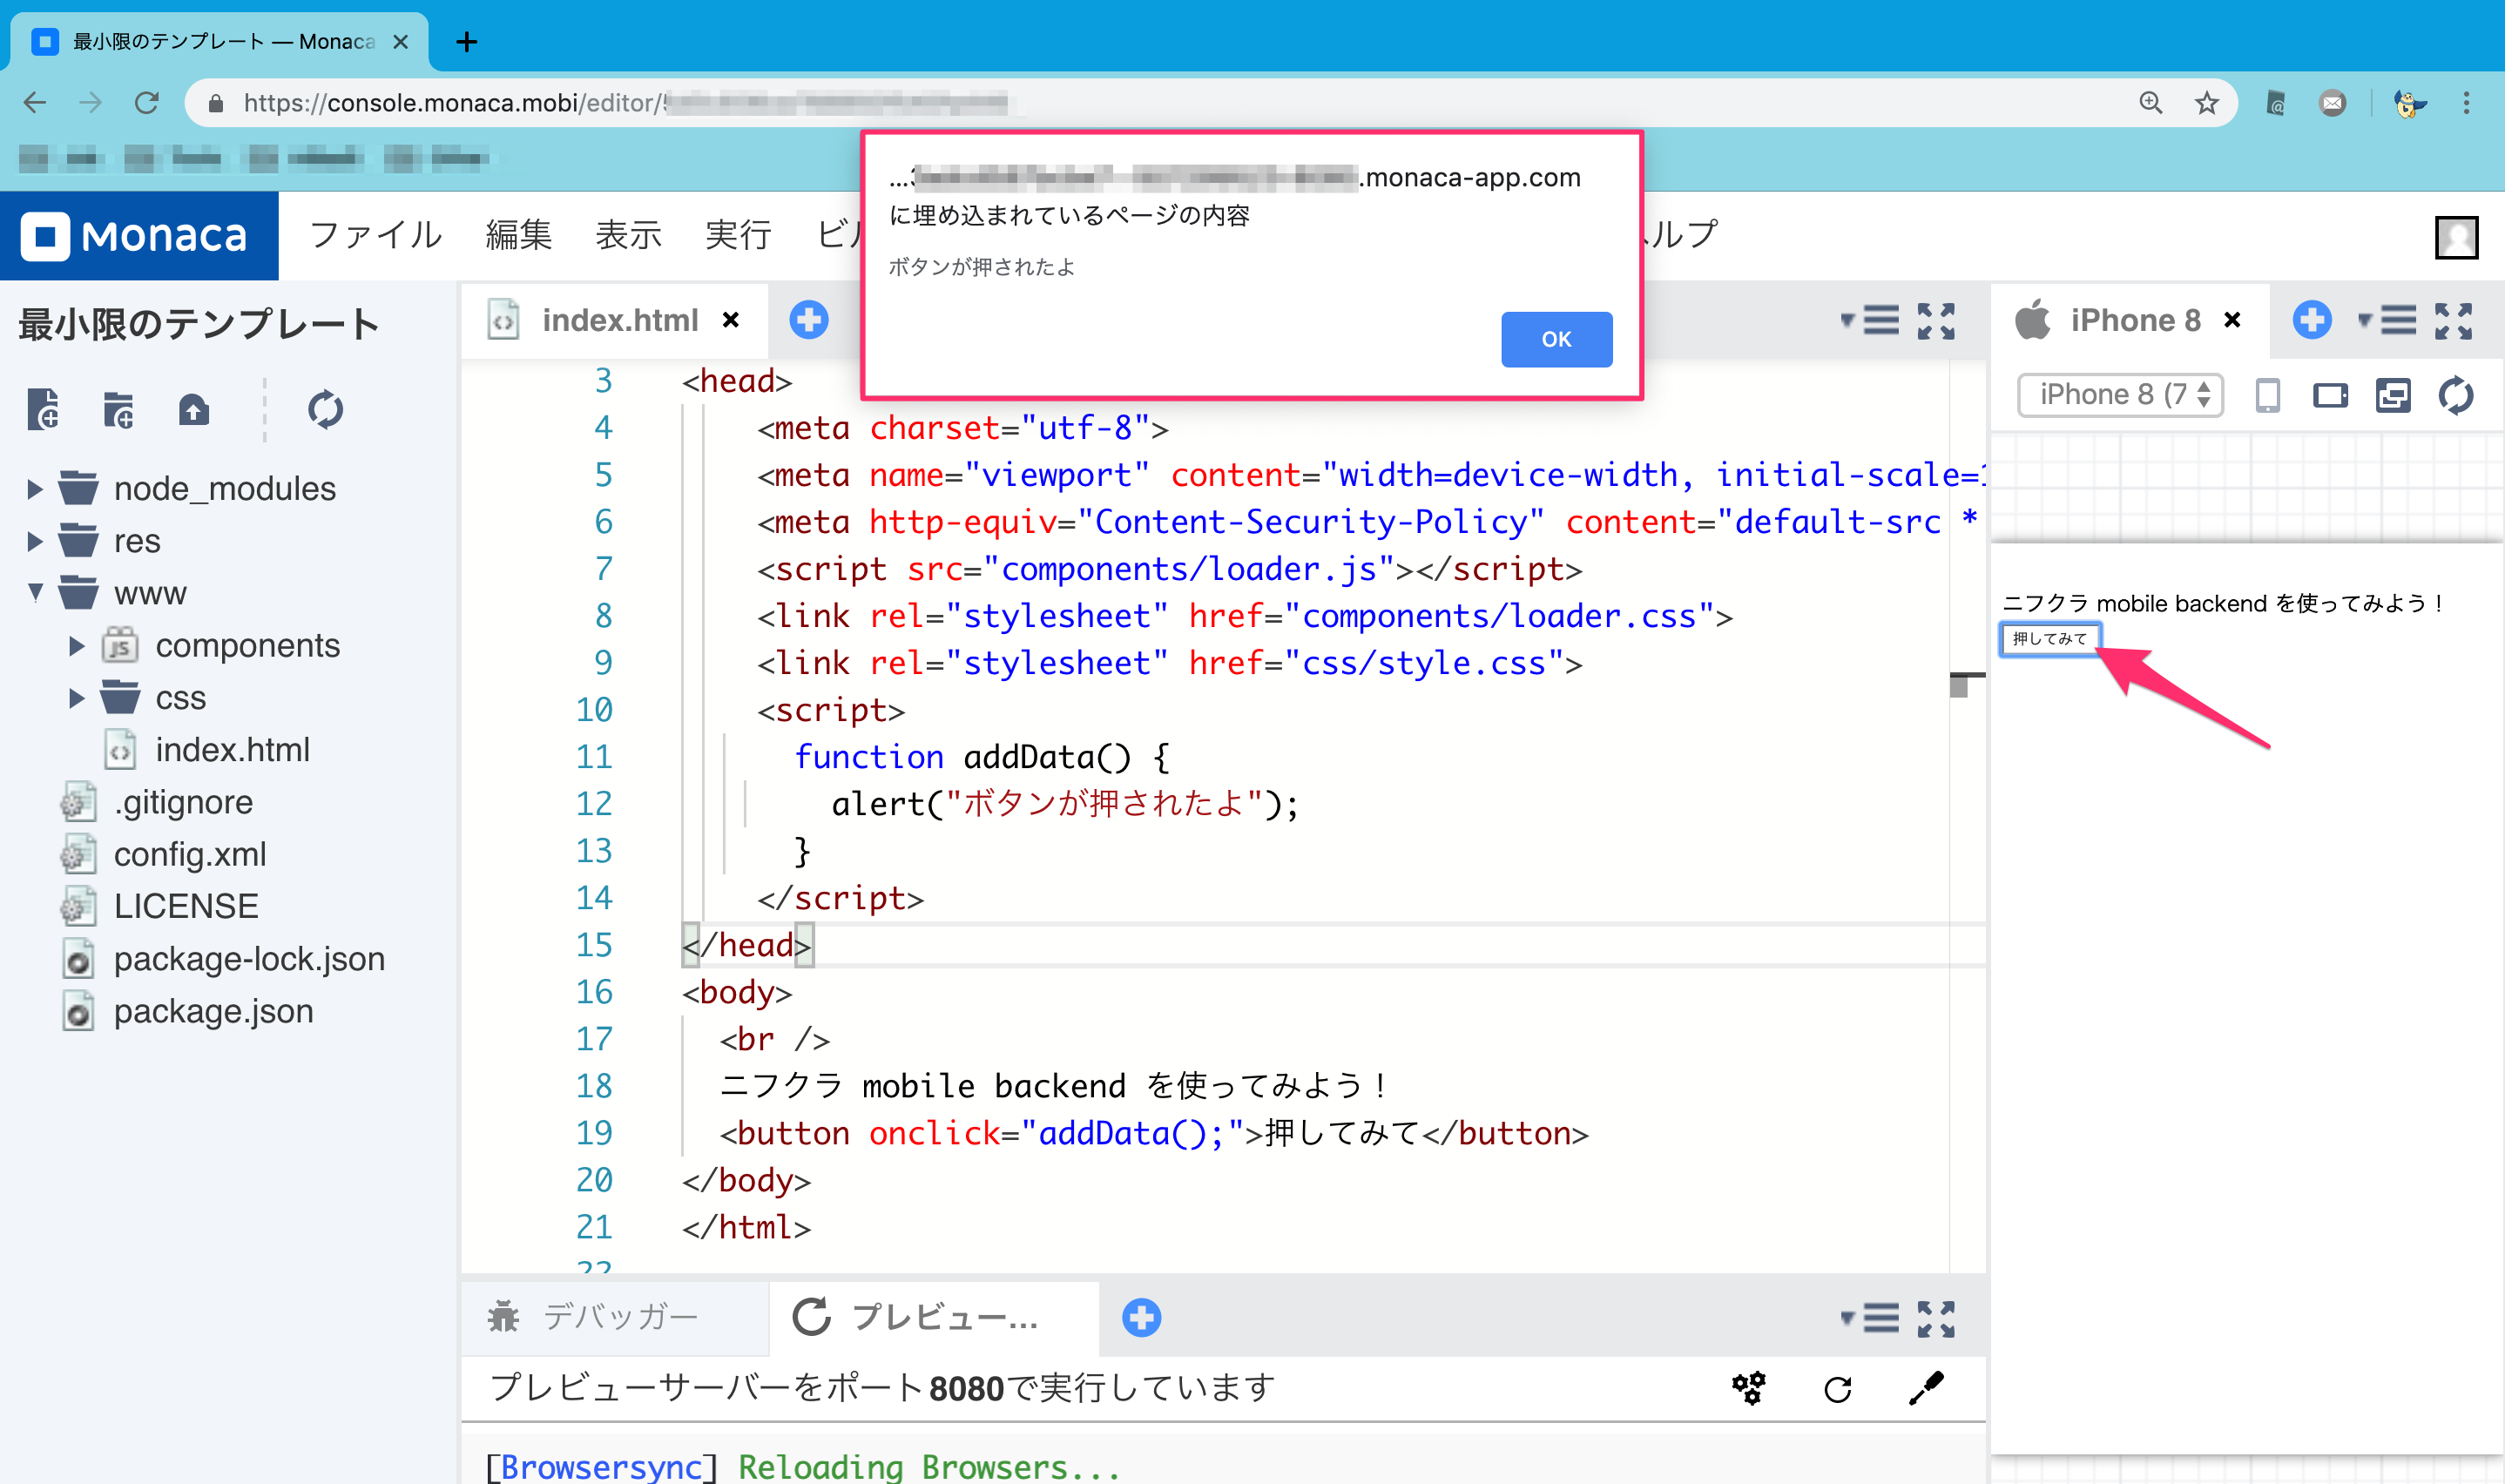 最小限のテンプレート — Monaca
https://console.monaca.mobi/editor/
.monaca-app.com
に埋め込まれているページの内容
ボタンが押されたよ
OK
Monaca
ファイル 編集 表示 実行 ビル ヘルプ
最小限のテンプレート
node_modules
res
www
components
JS
css
index.html
.gitignore
config.xml
LICENSE
package-lock.json
package.json
index.html
3 <head>
4 <meta charset="utf-8">
5 <meta name="viewport" content="width=device-width, initial-scale=1
6 <meta http-equiv="Content-Security-Policy" content="default-src *
7 <script src="components/loader.js"></script>
8 <link rel="stylesheet" href="components/loader.css">
9 <link rel="stylesheet" href="css/style.css">
10 <script>
11 function addData() {
12 alert("ボタンが押されたよ");
13 }
14 </script>
15 </head>
16 <body>
17 <br />
18 ニフクラ mobile backend を使ってみよう！
19 <button onclick="addData();">押してみて</button>
20 </body>
21 </html>
22
デバッガー
プレビュー...
プレビューサーバーをポート8080で実行しています
[Browsersync] Reloading Browsers...
iPhone 8
iPhone 8 (7
ニフクラ mobile backend を使ってみよう！
押してみて